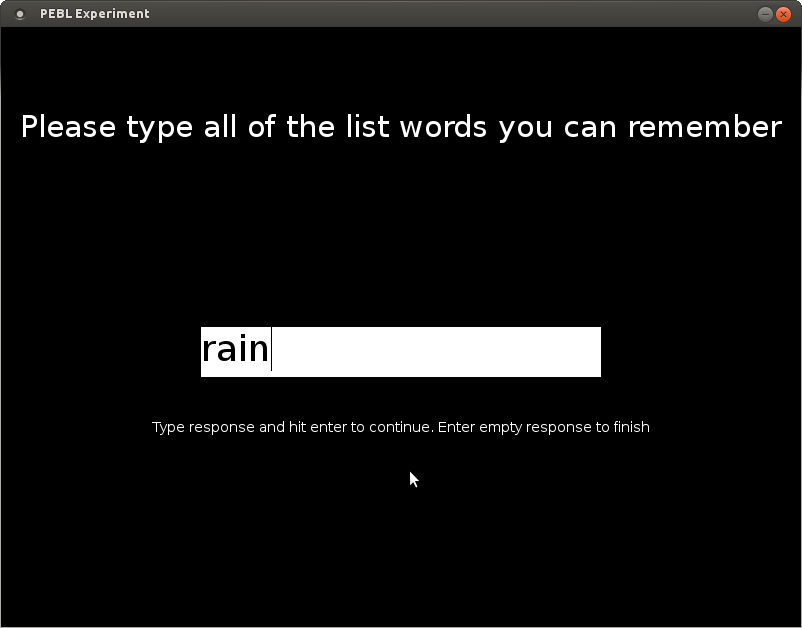 PEBL Experiment
Please type all of the list words you can remember
rain
Type response and hit enter to continue. Enter empty response to finish